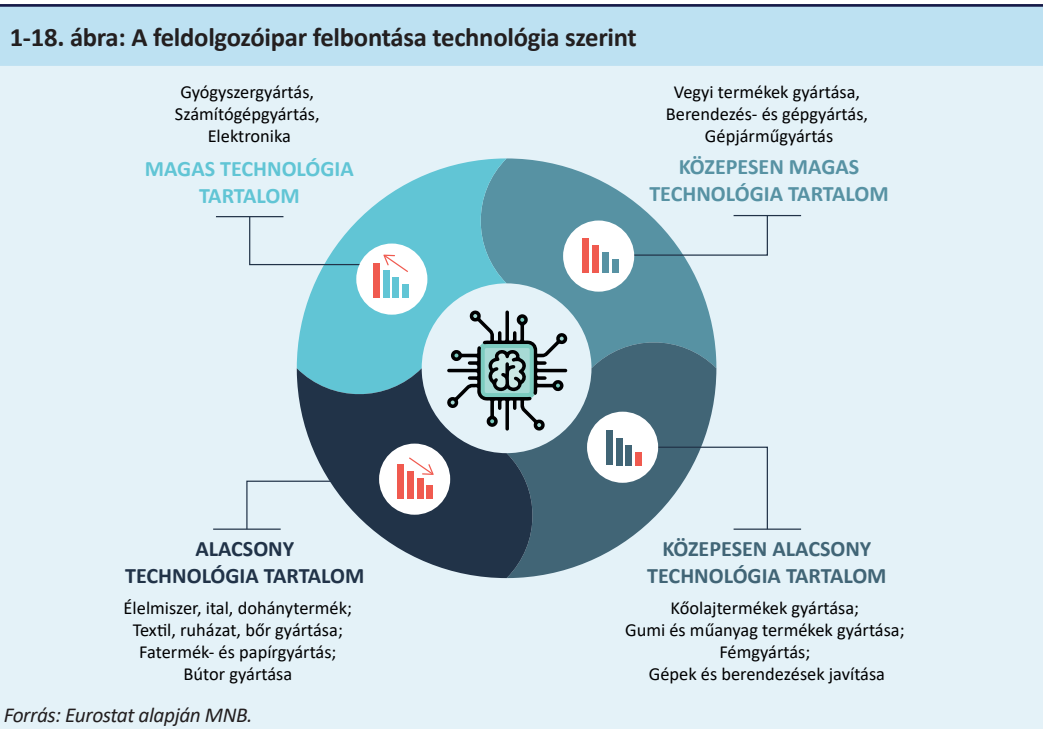 1-18. ábra: A feldolgozóipar felbontása technológia szerint
Gyógyszergyártás,
Számítógépgyártás,
Elektronika
MAGAS TECHNOLÓGIA
TARTALOM
Vegyi termékek gyártása,
Berendezés- és gépgyártás,
Gépjárműgyártás
KÖZEPESEN MAGAS
TECHNOLÓGIA TARTALOM
ALACSONY
TECHNOLÓGIA TARTALOM
Élelmiszer, ital, dohánytermék;
Textil, ruházat, bőr gyártása;
Fatermék- és papírgyártás;
Bútor gyártása
KÖZEPESEN ALACSONY
TECHNOLÓGIA TARTALOM
Kőolajtermékek gyártása;
Gumi és műanyag termékek gyártása;
Fémgyártás;
Gépek és berendezések javítása
Forrás: Eurostat alapján MNB.